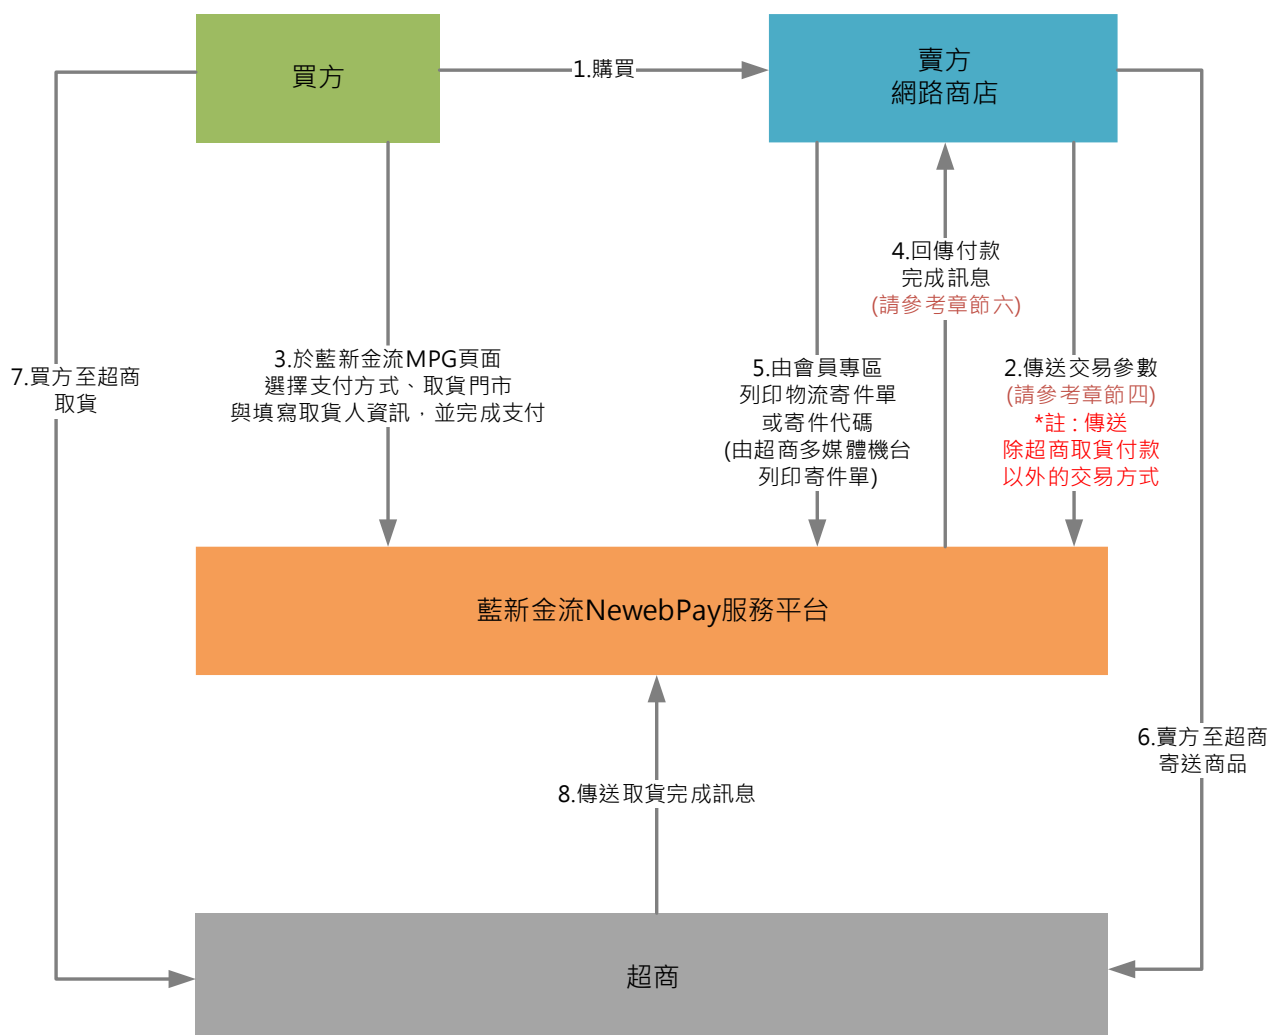 買方
賣方
網路商店
1.購買
4.回傳付款
完成訊息
(請參考章節六)
3.於藍新金流MPG頁面
選擇支付方式、取貨門市
與填寫取貨人資訊，並完成支付
5.由會員專區
列印物流寄件單
或寄件代碼
(由超商多媒體機台
列印寄件單)
2.傳送交易參數
(請參考章節四)
*註：傳送
除超商取貨付款
以外的交易方式
7.買方至超商
取貨
藍新金流NewebPay服務平台
6.賣方至超商
寄送商品
8.傳送取貨完成訊息
超商